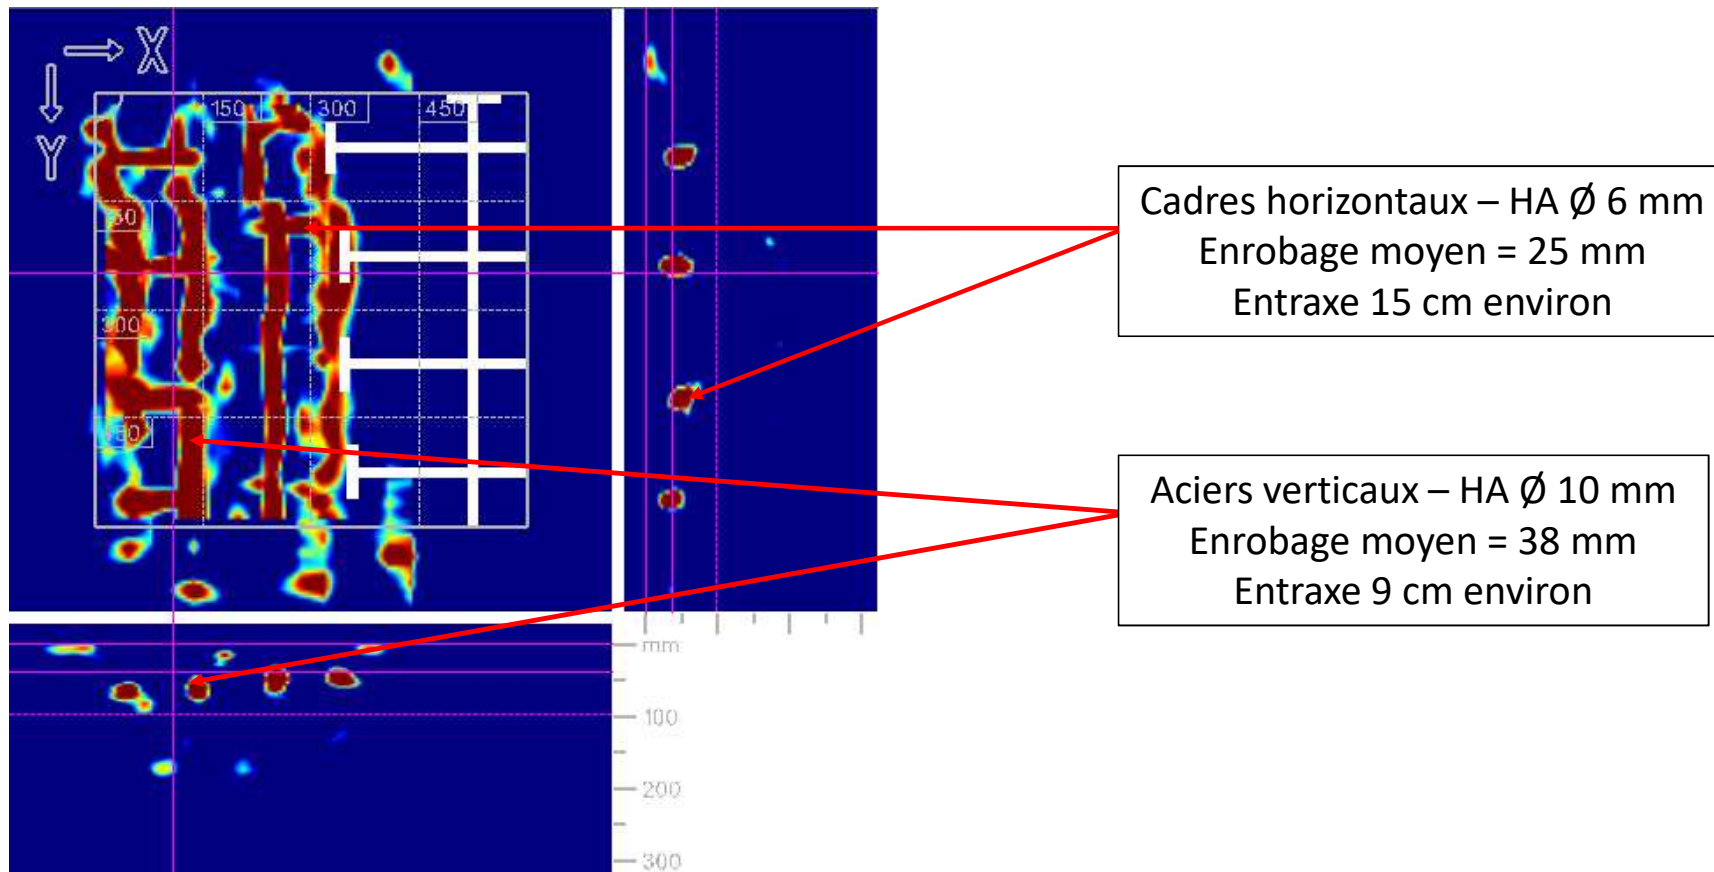 X
Y
150
300
450
300
Cadres horizontaux – HA Ø 6 mm
Enrobage moyen = 25 mm
Entraxe 15 cm environ
Aciers verticaux – HA Ø 10 mm
Enrobage moyen = 38 mm
Entraxe 9 cm environ
mm
100
200
300